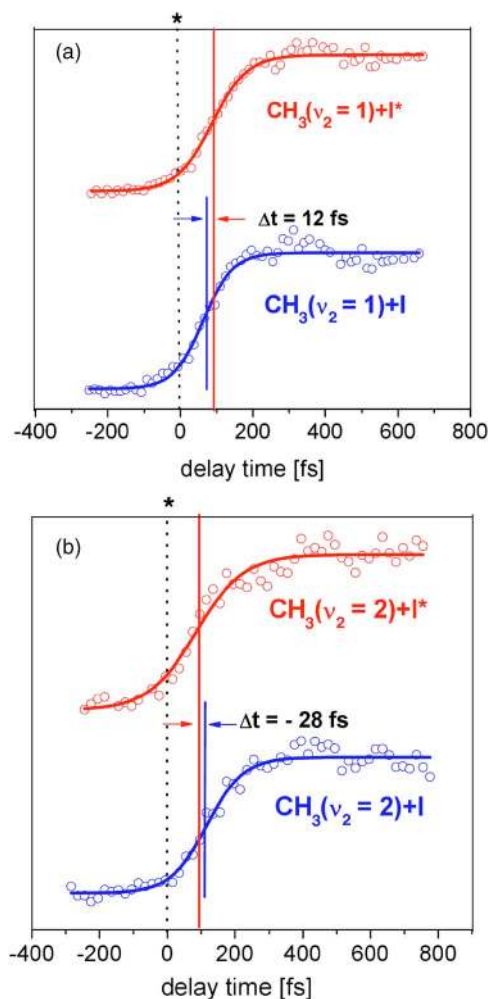 *
(a)
CH₃(ν₂ = 1)+I*
Δt = 12 fs
CH₃(ν₂ = 1)+I
-400 -200 0 200 400 600 800
delay time [fs]
*
(b)
CH₃(ν₂ = 2)+I*
Δt = - 28 fs
CH₃(ν₂ = 2)+I
-400 -200 0 200 400 600 800
delay time [fs]